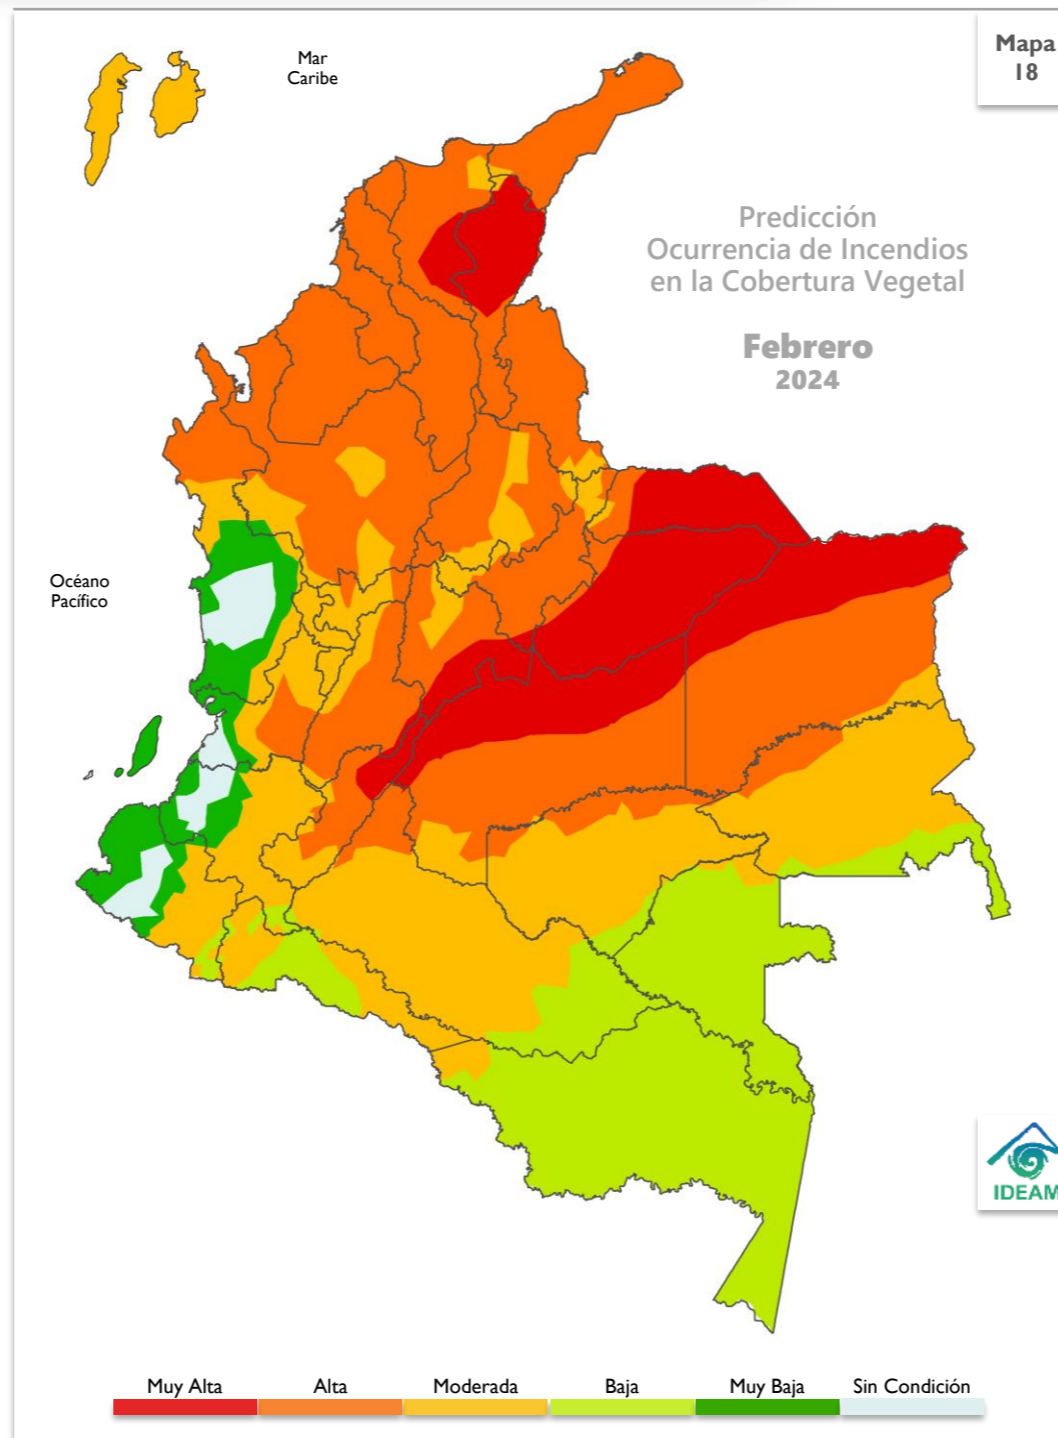 Mar
Caribe
Mapa
18
Predicción
Ocurrencia de Incendios
en la Cobertura Vegetal
Febrero
2024
Océano
Pacífico
IDEAM
Muy Alta
Alta
Moderada
Baja
Muy Baja
Sin Condición